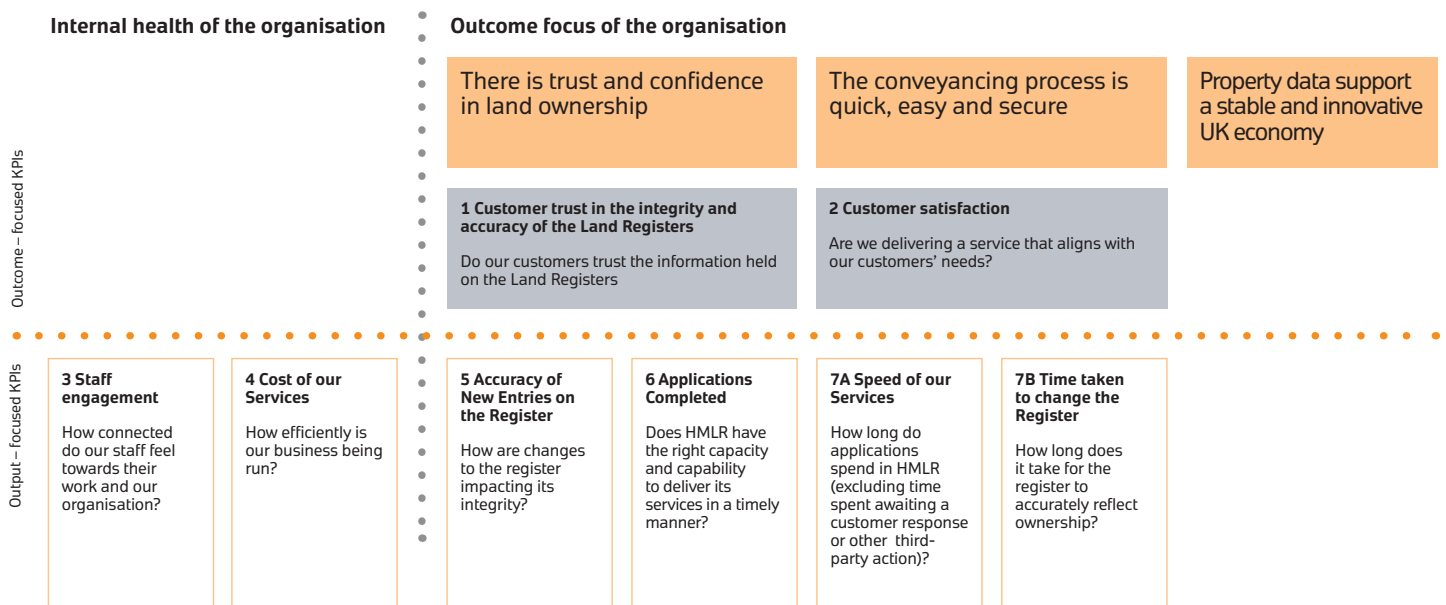 Internal health of the organisation
Outcome focus of the organisation
Outcome – focused KPIs
There is trust and confidence
in land ownership
The conveyancing process is
quick, easy and secure
Property data support
a stable and innovative
UK economy
1 Customer trust in the integrity and
accuracy of the Land Registers
Do our customers trust the information held
on the Land Registers
2 Customer satisfaction
Are we delivering a service that aligns with
our customers’ needs?
Output – focused KPIs
3 Staff
engagement
How connected
do our staff feel
towards their
work and our
organisation?
4 Cost of our
Services
How efficiently is
our business being
run?
5 Accuracy of
New Entries on
the Register
How are changes
to the register
impacting its
integrity?
6 Applications
Completed
Does HMLR have
the right capacity
and capability
to deliver its
services in a timely
manner?
7A Speed of our
Services
How long do
applications
spend in HMLR
(excluding time
spent awaiting a
customer response
or other third-
party action)?
7B Time taken
to change the
Register
How long does
it take for the
register to
accurately reflect
ownership?